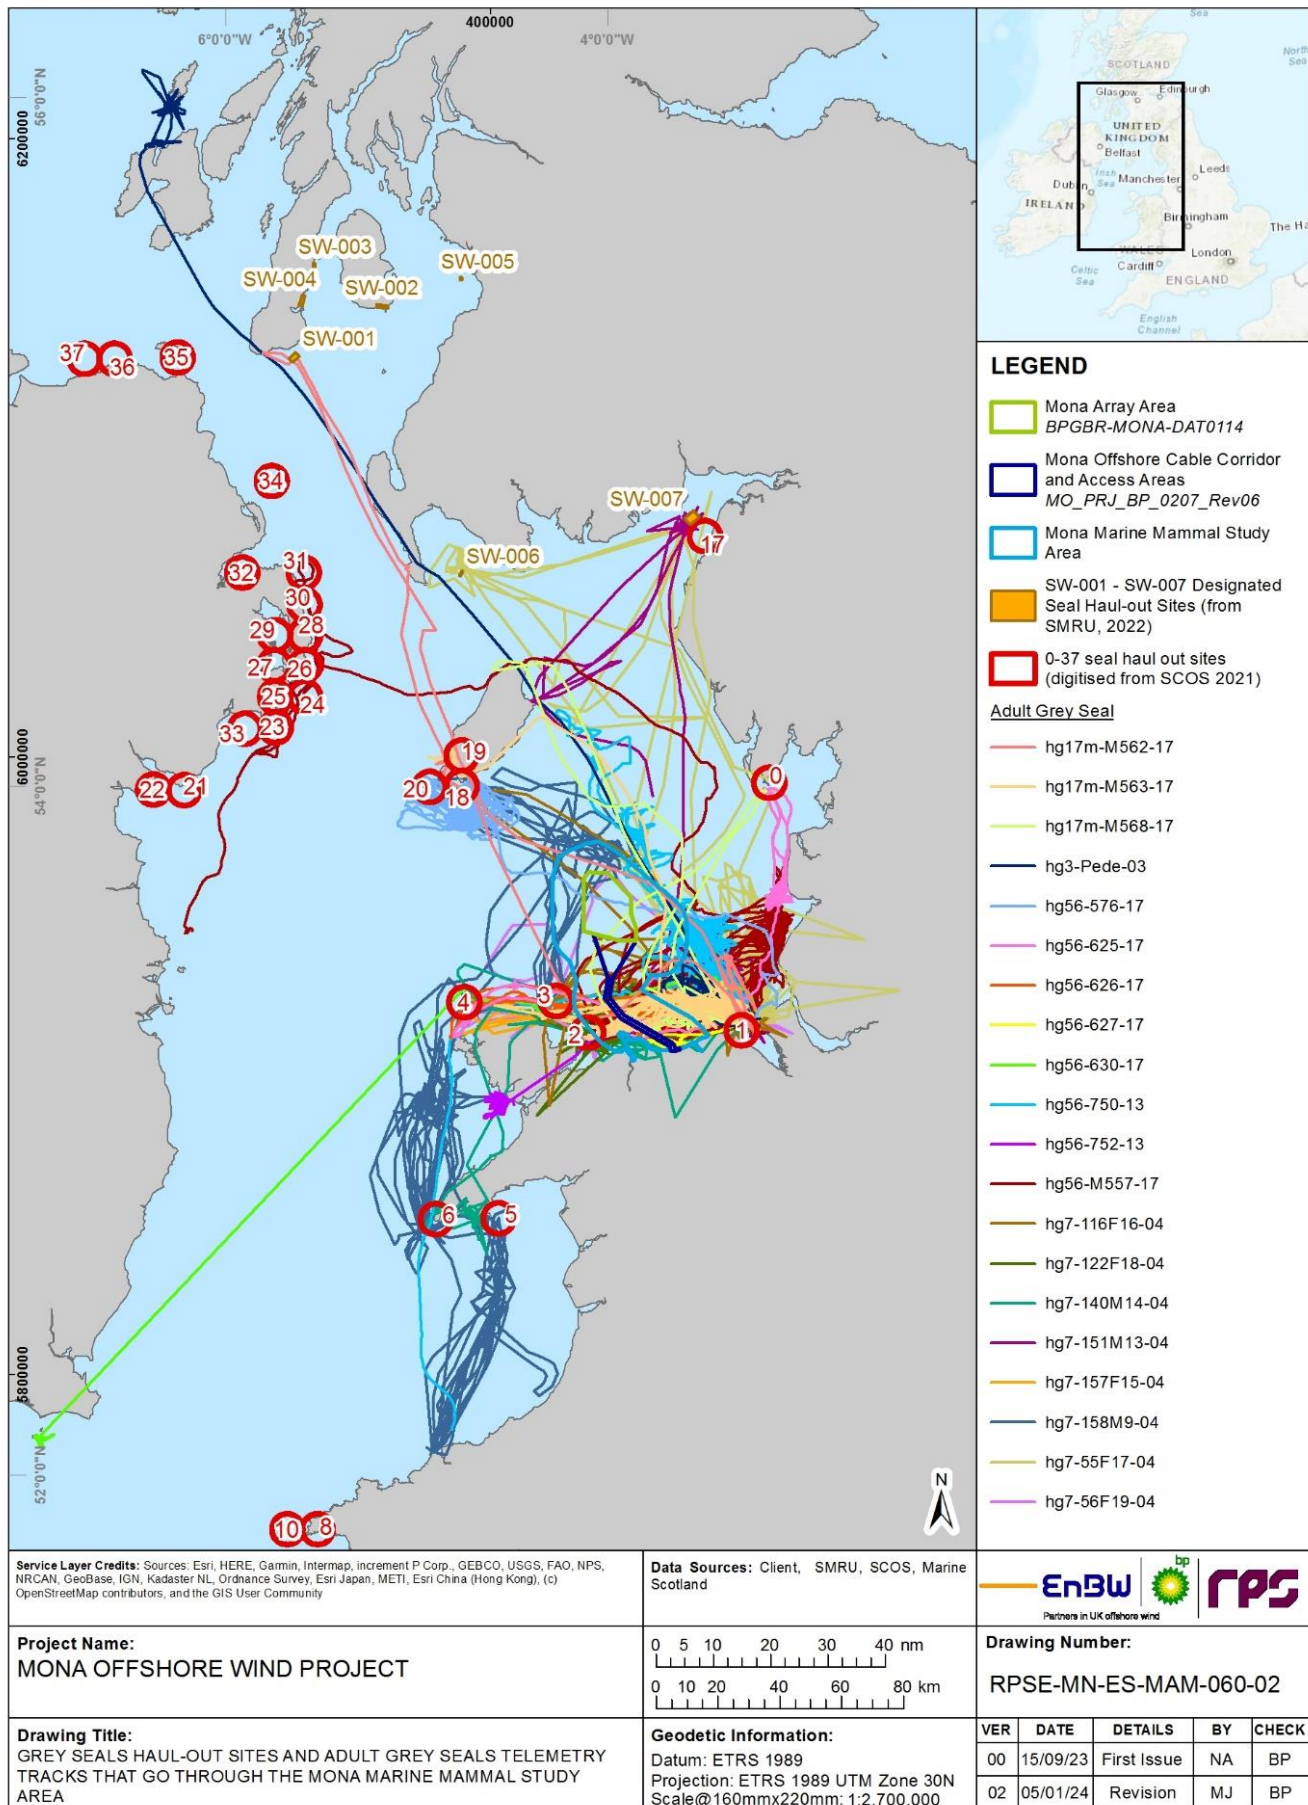 400000
6°0'0"W
4°0'0"W
56°0'0"N
6200000
SW-003
SW-004
SW-002
SW-005
SW-001
37
36
35
34
SW-007
17
SW-006
32
31
30
29
28
27
26
25
24
33
23
22
21
6000000
54°0'0"N
19
20
18
0
4
3
2
1
6
5
5800000
52°0'0"N
10
8
N
Sea
SCOTLAND
North
Sea
Glasgow
Edinburgh
UNITED
KINGDOM
Belfast
Irish
Sea
Leeds
Manchester
Dublin
IRELAND
Birmingham
The Ha
WALES
London
Cardiff
ENGLAND
Celtic
Sea
English
Channel
LEGEND
Mona Array Area
BPGBR-MONA-DAT0114
Mona Offshore Cable Corridor
and Access Areas
MO_PRJ_BP_0207_Rev06
Mona Marine Mammal Study
Area
SW-001 - SW-007 Designated
Seal Haul-out Sites (from
SMRU, 2022)
0-37 seal haul out sites
(digitised from SCOS 2021)
Adult Grey Seal
hg17m-M562-17
hg17m-M563-17
hg17m-M568-17
hg3-Pede-03
hg56-576-17
hg56-625-17
hg56-626-17
hg56-627-17
hg56-630-17
hg56-750-13
hg56-752-13
hg56-M557-17
hg7-116F16-04
hg7-122F18-04
hg7-140M14-04
hg7-151M13-04
hg7-157F15-04
hg7-158M9-04
hg7-55F17-04
hg7-56F19-04
Service Layer Credits: Sources: Esri, HERE, Garmin, Intermap, increment P Corp., GEBCO, USGS, FAO, NPS,
NRCAN, GeoBase, IGN, Kadaster NL, Ordnance Survey, Esri Japan, METI, Esri China (Hong Kong), (c)
OpenStreetMap contributors, and the GIS User Community
Data Sources: Client, SMRU, SCOS, Marine
Scotland
EnBW
bp
rps
Partners in UK offshore wind
Project Name:
MONA OFFSHORE WIND PROJECT
0 5 10 20 30 40 nm
0 10 20 40 60 80 km
Drawing Number:
RPSE-MN-ES-MAM-060-02
Drawing Title:
GREY SEALS HAUL-OUT SITES AND ADULT GREY SEALS TELEMETRY
TRACKS THAT GO THROUGH THE MONA MARINE MAMMAL STUDY
AREA
Geodetic Information:
Datum: ETRS 1989
Projection: ETRS 1989 UTM Zone 30N
Scale@160mmx220mm: 1:2,700,000
VER DATE DETAILS BY CHECK
00 15/09/23 First Issue NA BP
02 05/01/24 Revision MJ BP